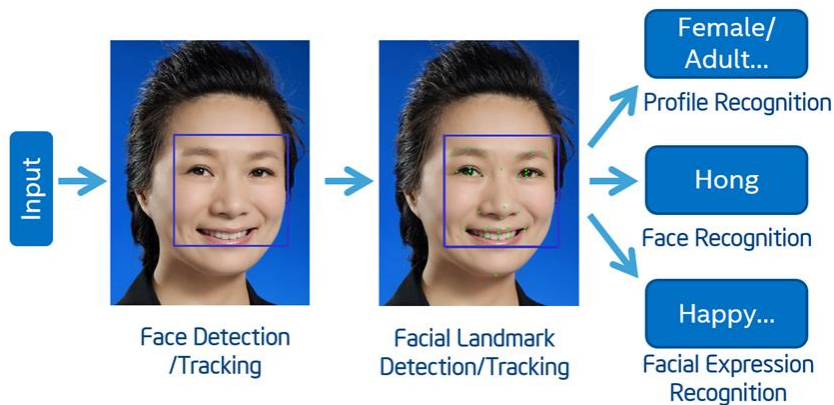 Input
Face Detection
/Tracking
Facial Landmark
Detection/Tracking
Female/
Adult...
Profile Recognition
Hong
Face Recognition
Happy...
Facial Expression
Recognition